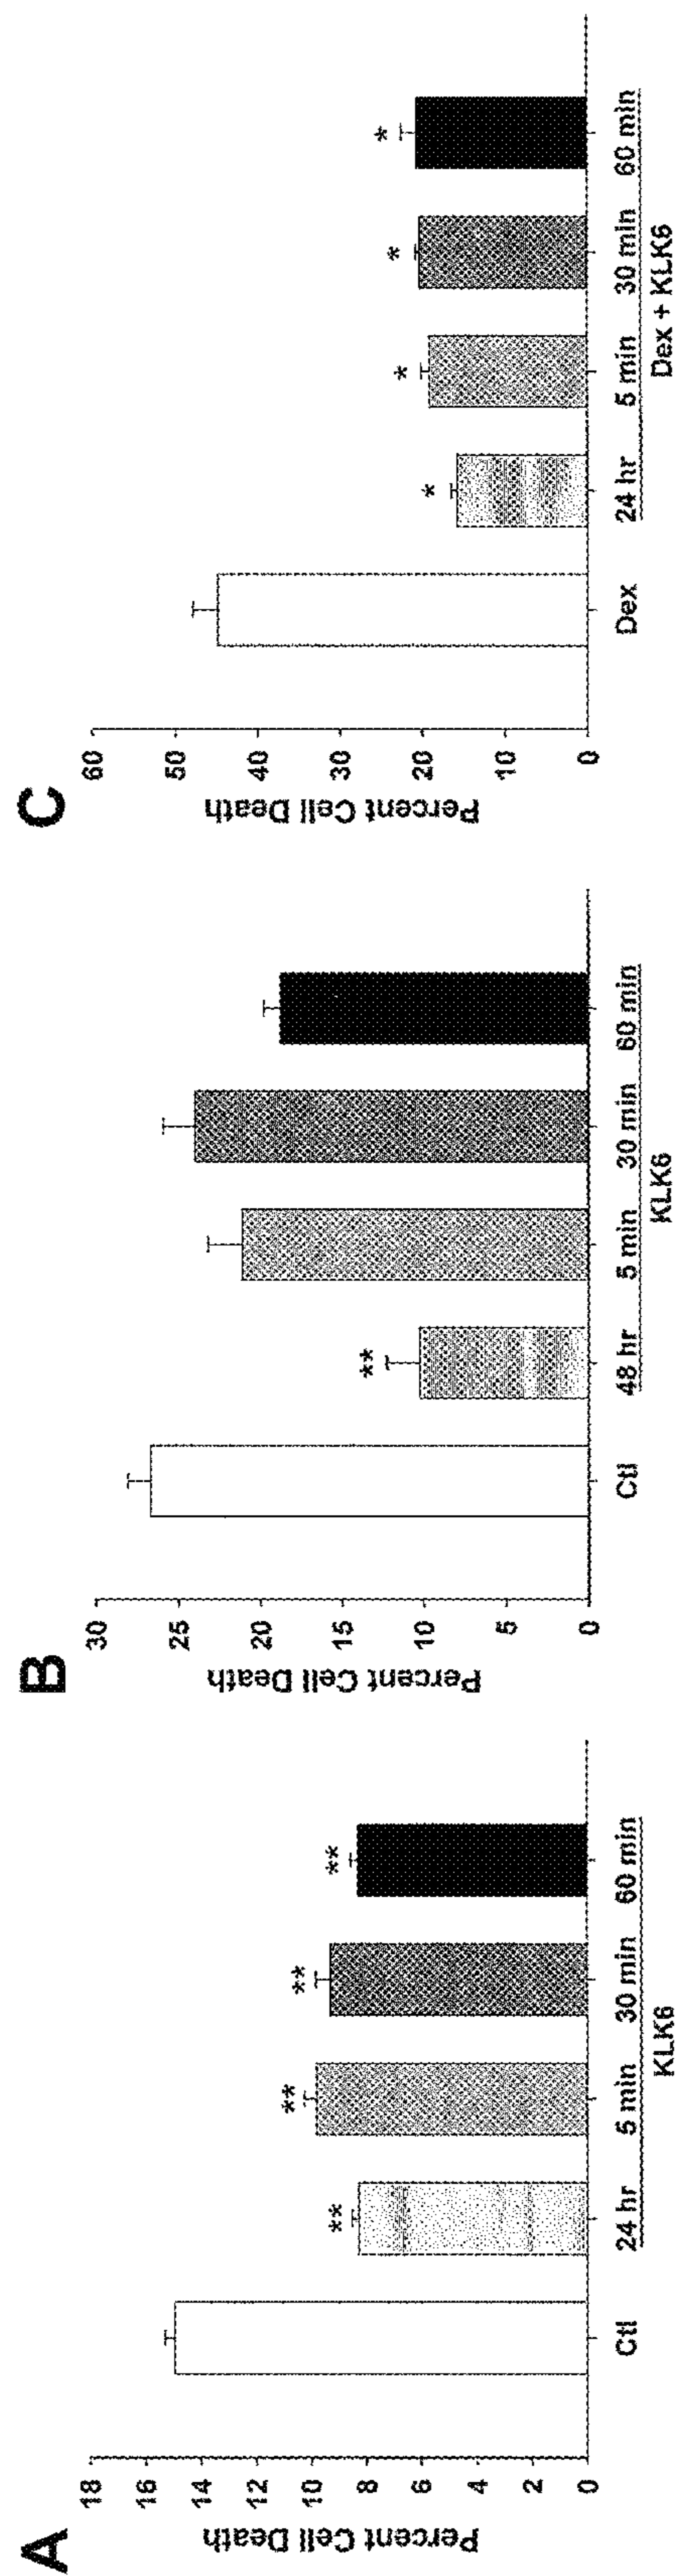 A
Percent Cell Death
18
16
14
12
10
8
6
4
2
0
**
**
**
**
Ctl
24 hr
5 min
30 min
60 min
KLK6
B
Percent Cell Death
30
25
20
15
10
5
0
**
Ctl
48 hr
5 min
30 min
60 min
KLK6
C
Percent Cell Death
60
50
40
30
20
10
0
*
*
*
*
Dex
24 hr
5 min
30 min
60 min
Dex + KLK6